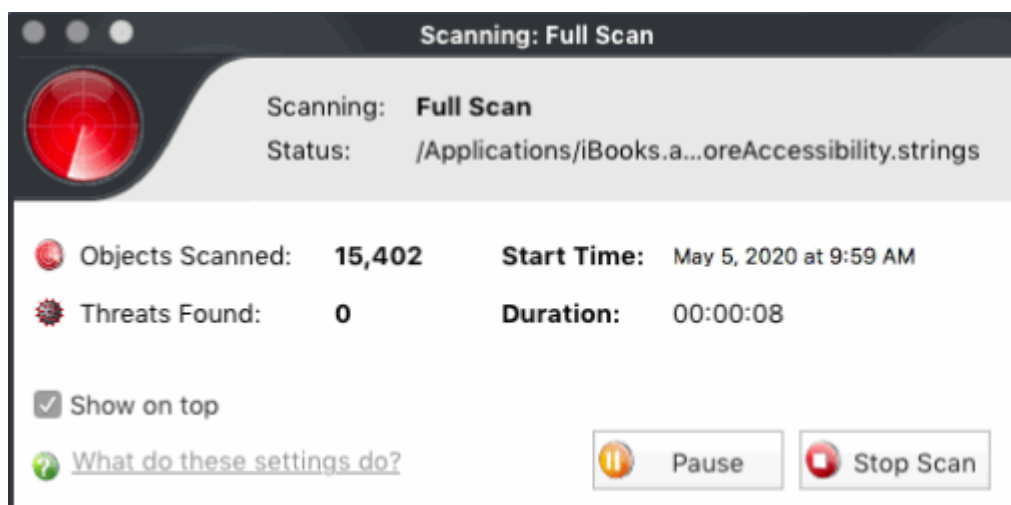 Scanning: Full Scan
Scanning: Full Scan
Status: /Applications/iBooks.a...oreAccessibility.strings
Objects Scanned: 15,402 Start Time: May 5, 2020 at 9:59 AM
Threats Found: 0 Duration: 00:00:08
Show on top
What do these settings do? Pause Stop Scan